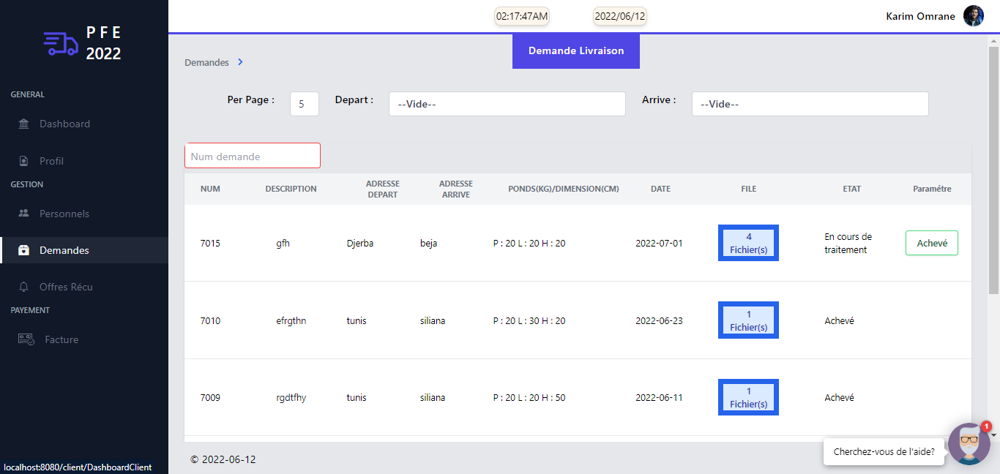 P F E
2022
02:17:47AM
2022/06/12
Karim Omrane
GENERAL
Dashboard
Profil
GESTION
Personnels
Demandes
Offres Récu
PAYEMENT
Facture
Demandes
Demande Livraison
Per Page :
5
Depart :
--Vide--
Arrive :
--Vide--
Num demande
NUM
DESCRIPTION
ADRESSE
DEPART
ADRESSE
ARRIVE
PONDS(KG)/DIMENSION(CM)
DATE
FILE
ETAT
Paramétre
7015
gfh
Djerba
beja
P : 20 L : 20 H : 20
2022-07-01
4
Fichier(s)
En cours de
traitement
Achevé
7010
efrgthn
tunis
siliana
P : 20 L : 30 H : 20
2022-06-23
1
Fichier(s)
Achevé
7009
rgdtfhy
tunis
siliana
P : 20 L : 20 H : 50
2022-06-11
1
Fichier(s)
Achevé
© 2022-06-12
Cherchez-vous de l'aide?
1
localhost:8080/client/DashboardClient